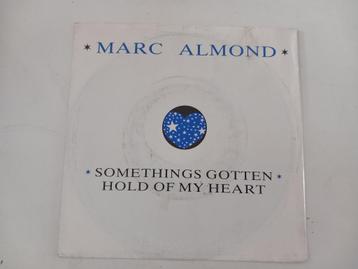 * MARC ALMOND *
* SOMETHINGS GOTTEN *
HOLD OF MY HEART